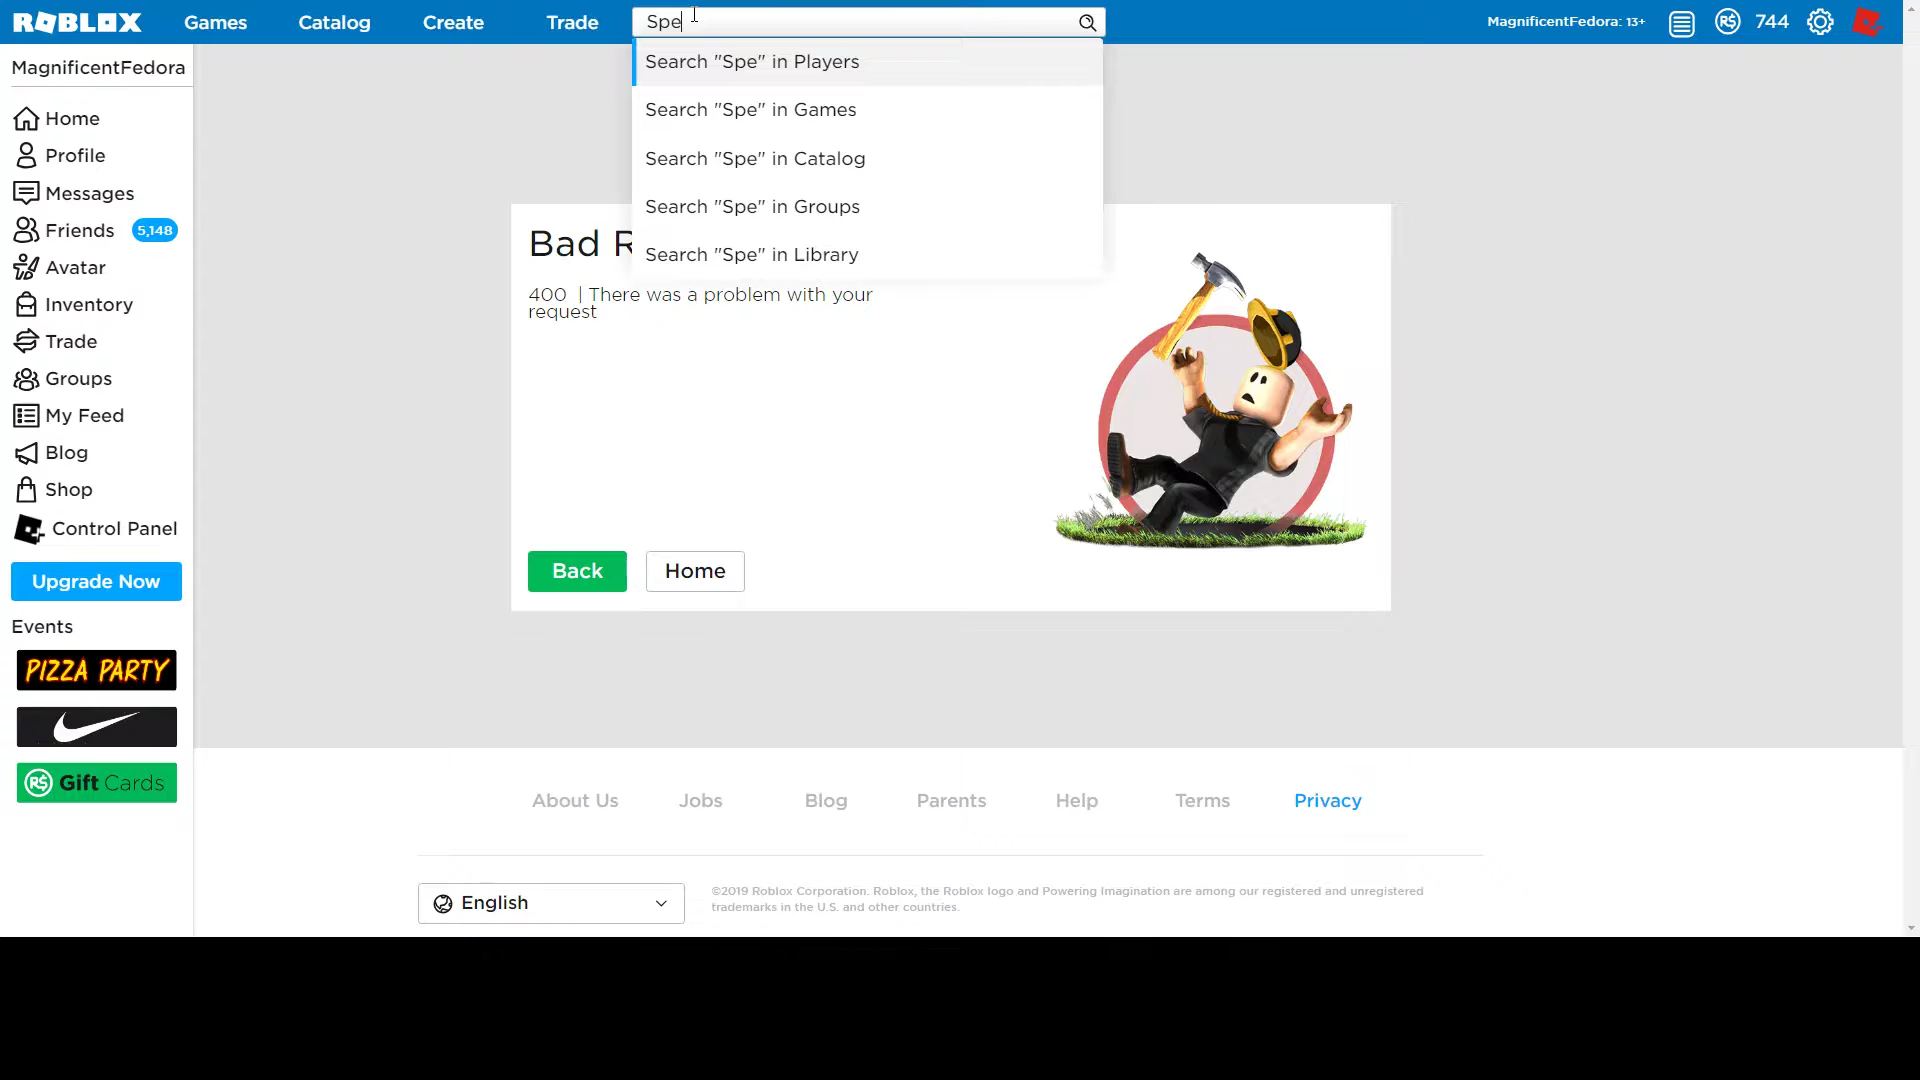 ROBLOX
Games
Catalog
Create
Trade
Spe
MagnificentFedora: 13+
744
MagnificentFedora
Home
Profile
Messages
Friends 5,148
Avatar
Inventory
Trade
Groups
My Feed
Blog
Shop
Control Panel
Upgrade Now
Events
PIZZA PARTY
R$ Gift Cards
Search "Spe" in Players
Search "Spe" in Games
Search "Spe" in Catalog
Search "Spe" in Groups
Search "Spe" in Library
Bad R
400 | There was a problem with your
request
Back
Home
About Us
Jobs
Blog
Parents
Help
Terms
Privacy
English
©2019 Roblox Corporation. Roblox, the Roblox logo and Powering Imagination are among our registered and unregistered
trademarks in the U.S. and other countries.